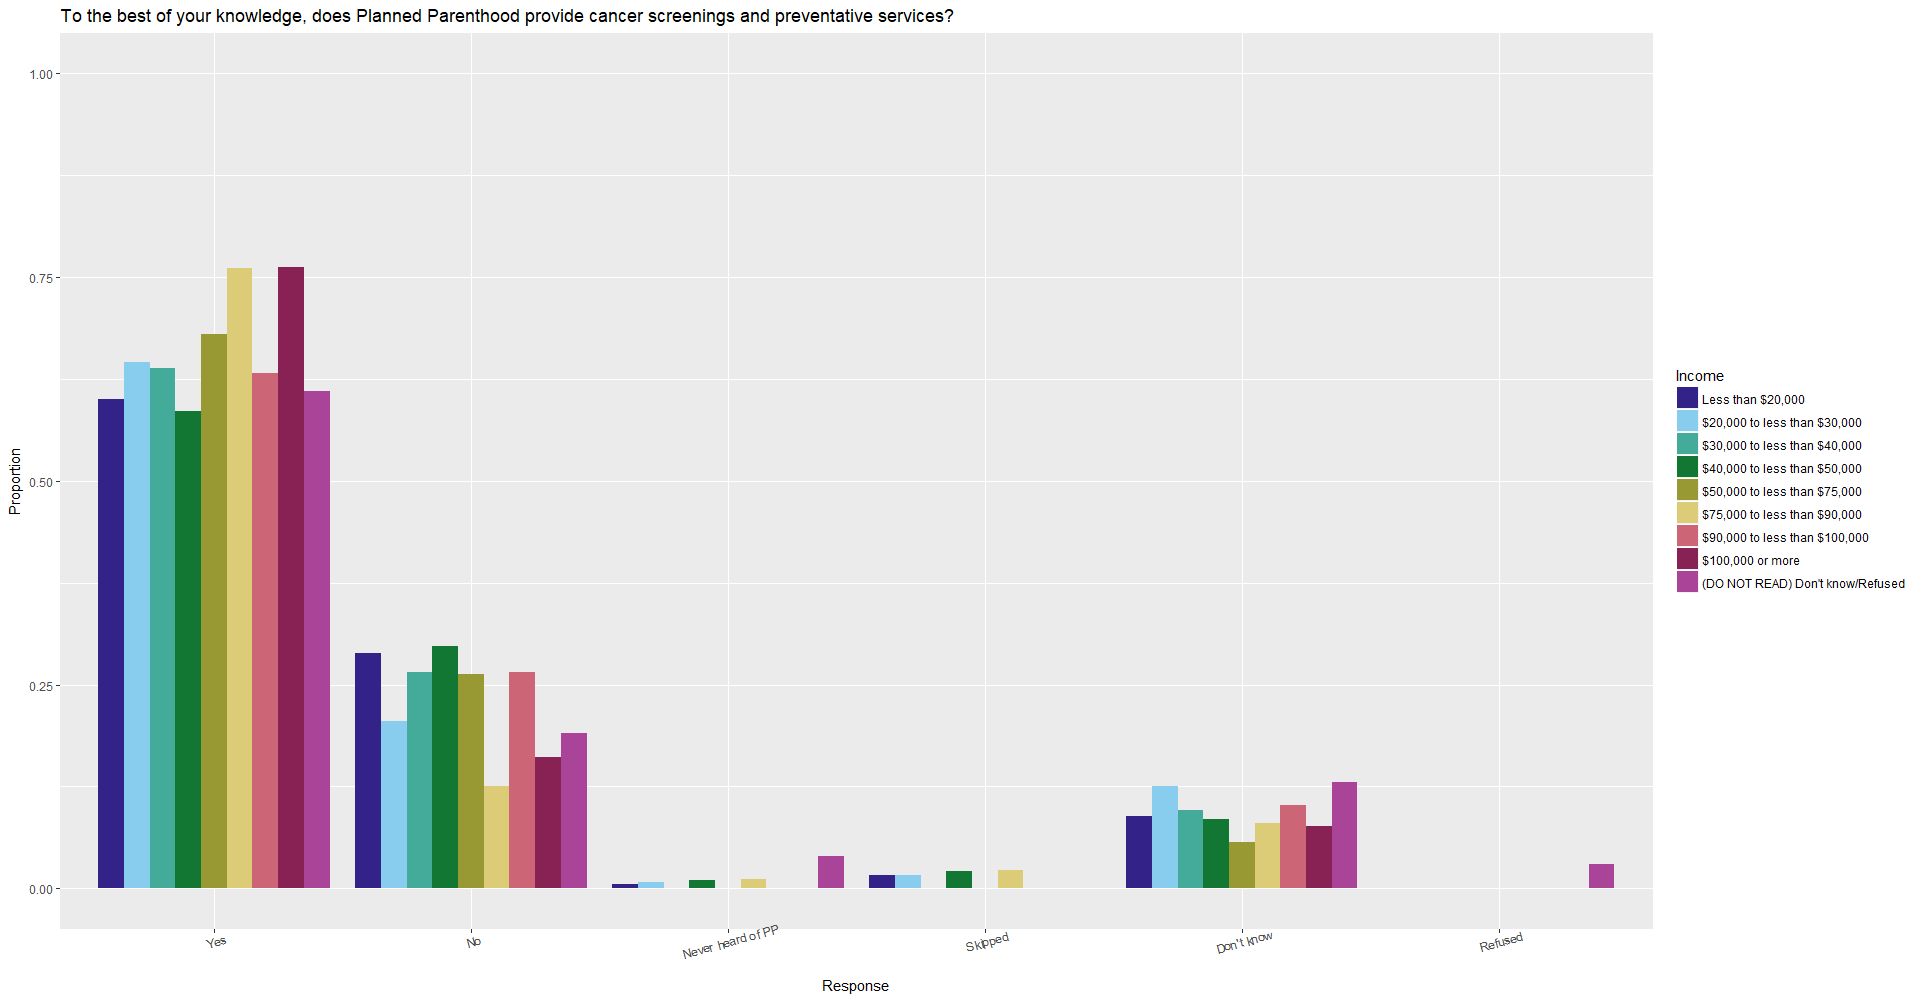 To the best of your knowledge, does Planned Parenthood provide cancer screenings and preventative services?
1.00
0.75
0.50
0.25
0.00
Proportion
Yes
No
Never heard of PP
Skipped
Don't know
Refused
Response
Income
Less than $20,000
$20,000 to less than $30,000
$30,000 to less than $40,000
$40,000 to less than $50,000
$50,000 to less than $75,000
$75,000 to less than $90,000
$90,000 to less than $100,000
$100,000 or more
(DO NOT READ) Don't know/Refused